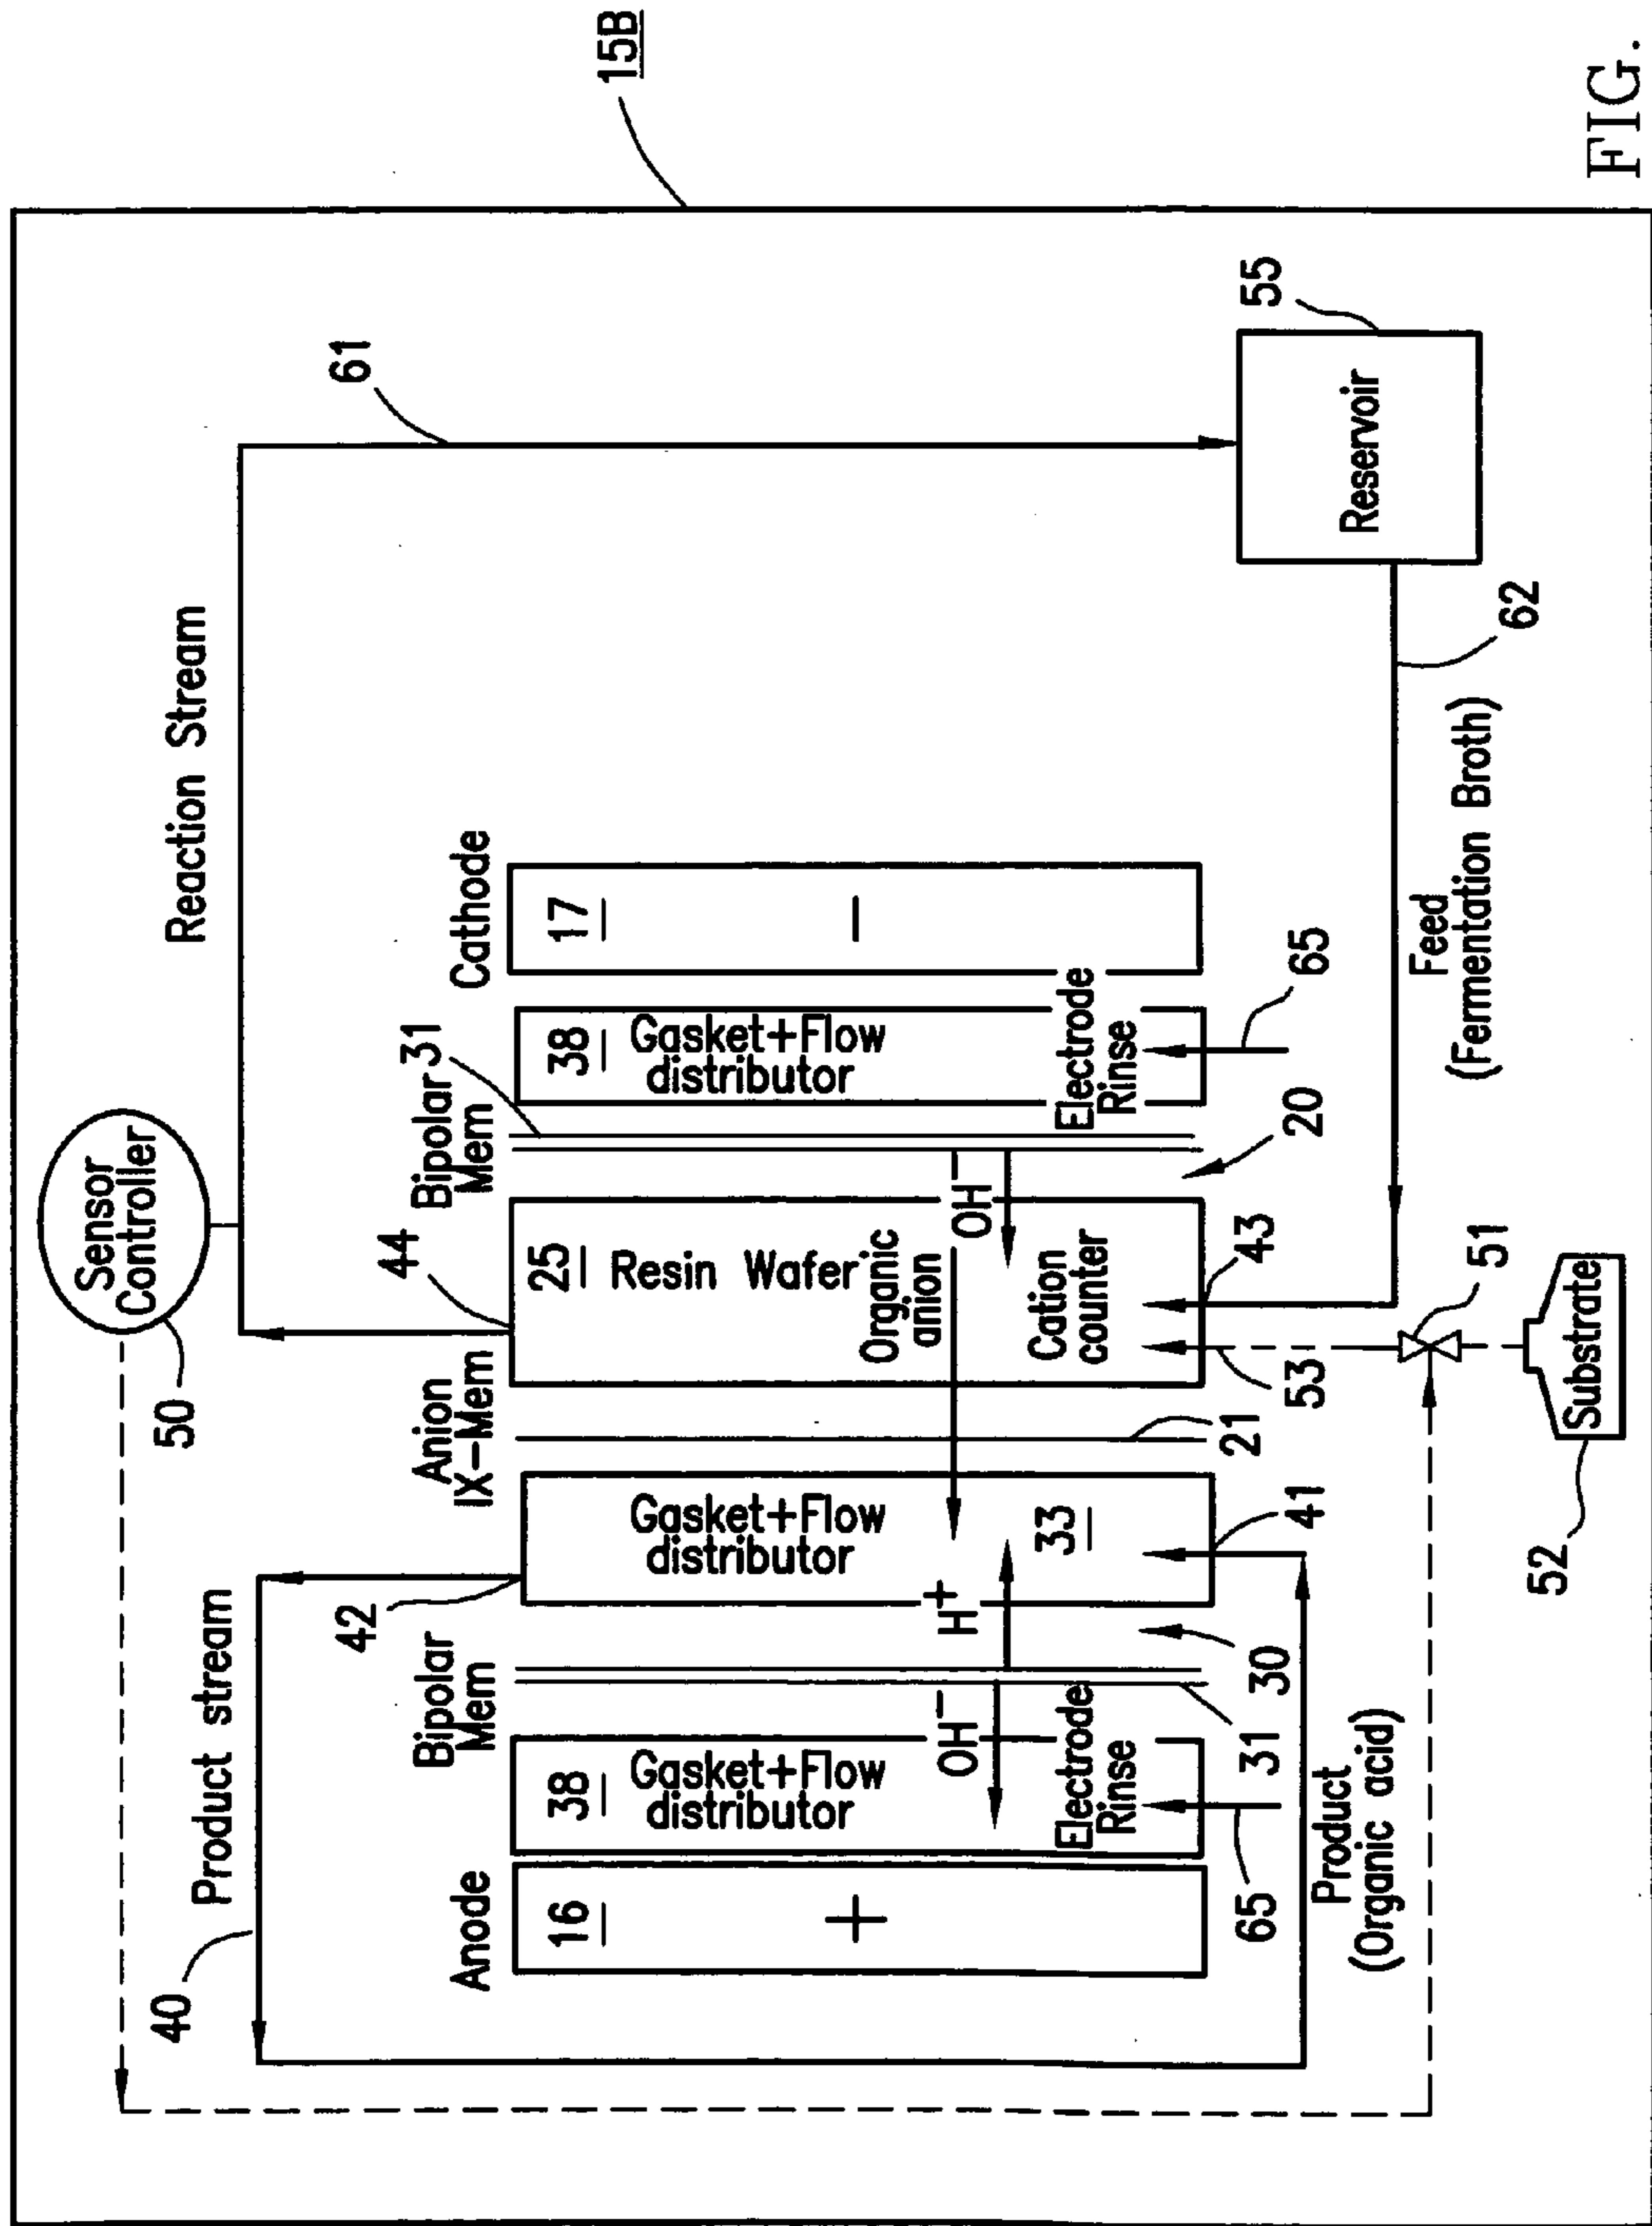 15B
FIG.
Sensor
Controller
50
Reaction Stream
61
Product stream
40
Anode
Bipolar
Mem
42
Anion
IX-Mem
44
Bipolar
Mem
31
Cathode
16
+
38
Gasket+Flow
distributor
OH⁻
Electrode
Rinse
65
H⁺
Gasket+Flow
distributor
33
25
Resin Wafer
Organic
anion
OH⁻
Cation
counter
38
Gasket+Flow
distributor
Electrode
Rinse
65
17
−
31
30
41
21
53
43
20
55
Reservoir
62
Product
(Organic acid)
Feed
(Fermentation Broth)
51
52
Substrate